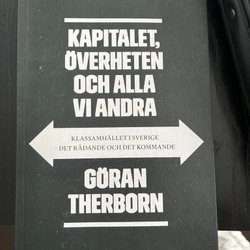 KAPITALET,
ÖVERHETEN
OCH ALLA
VI ANDRA
KLASSAMHÄLLET I SVERIGE
– DET RÅDANDE OCH DET KOMMANDE
GÖRAN
THERBORN